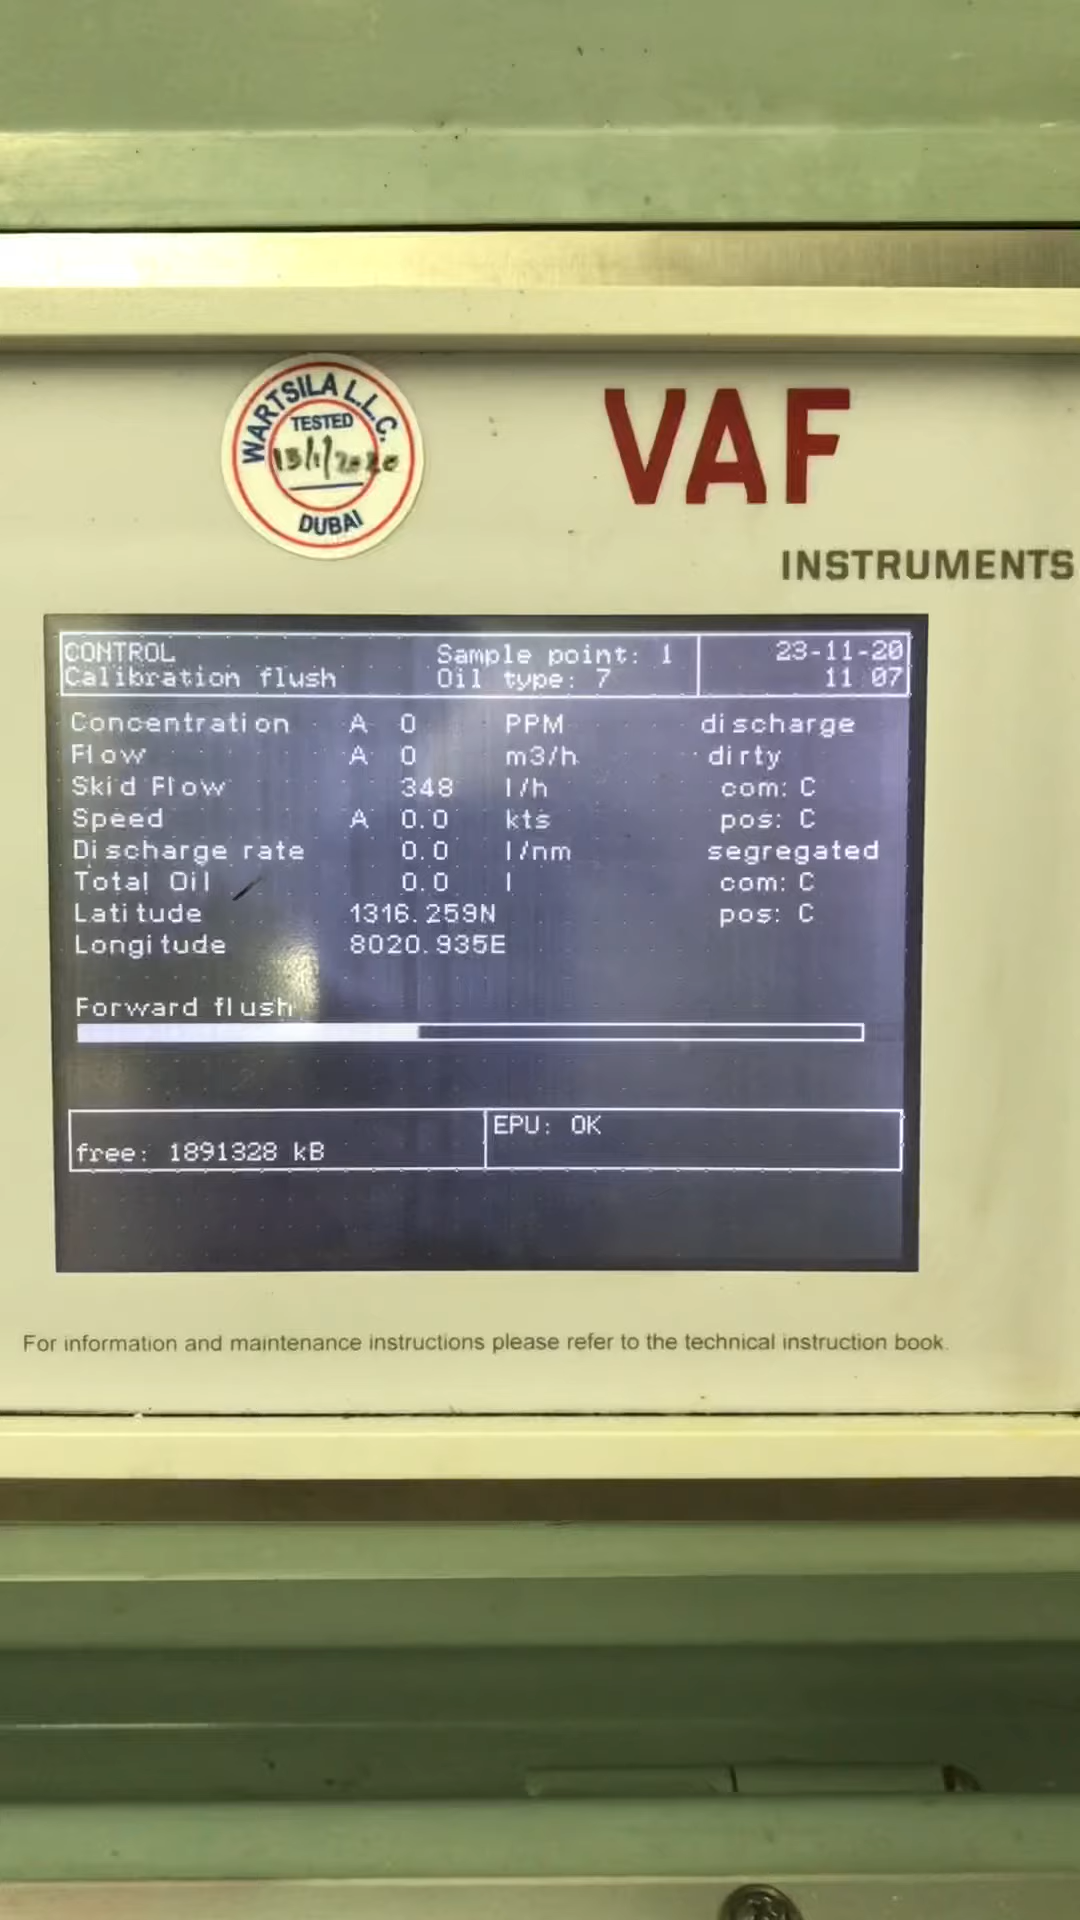 WARTSILA L.L.C.
TESTED
13/1/2020
DUBAI
VAF
INSTRUMENTS
CONTROL Sample point: 1 23-11-20
Calibration flush Oil type: 7 11 07
Concentration A 0 PPM discharge
Flow A 0 m3/h dirty
Skid Flow 348 l/h com: C
Speed A 0.0 kts pos: C
Discharge rate 0.0 l/nm segregated
Total Oil 0.0 l com: C
Latitude 1316.259N pos: C
Longitude 8020.935E
Forward flush
EPU: OK
free: 1891328 kB
For information and maintenance instructions please refer to the technical instruction book.